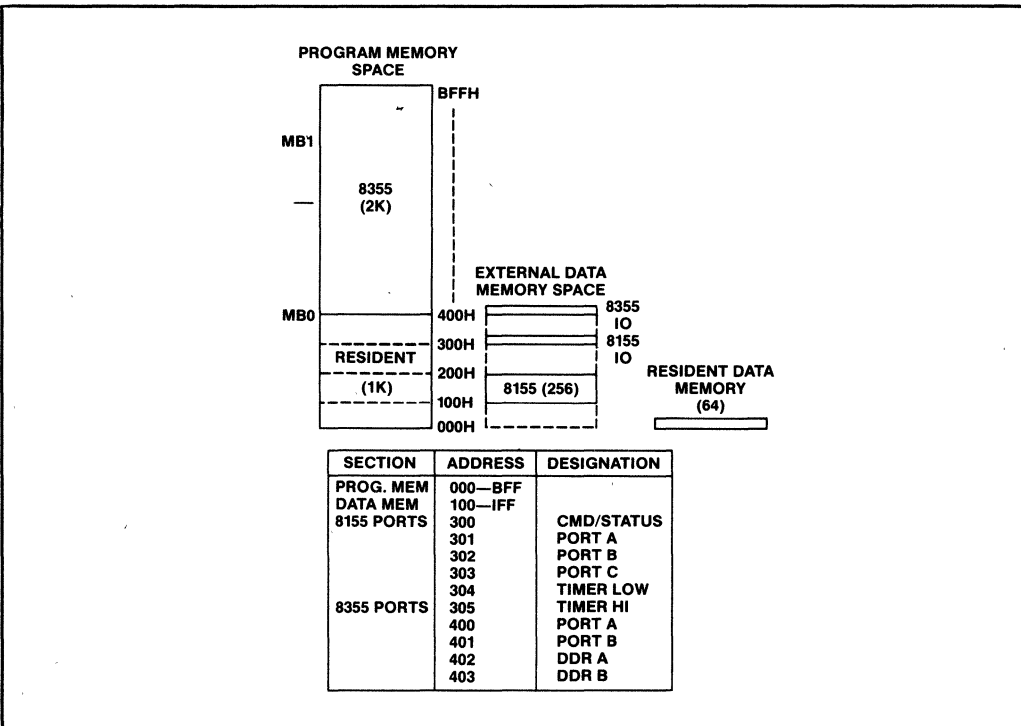 PROGRAM MEMORY
SPACE
BFFH
MB1
8355
(2K)
EXTERNAL DATA
MEMORY SPACE
MB0
400H
8355
IO
300H
8155
IO
RESIDENT
200H
RESIDENT DATA
MEMORY
(64)
(1K)
8155 (256)
100H
000H
SECTION ADDRESS DESIGNATION
PROG. MEM 000—BFF
DATA MEM 100—IFF
8155 PORTS 300 CMD/STATUS
301 PORT A
302 PORT B
303 PORT C
304 TIMER LOW
8355 PORTS 305 TIMER HI
400 PORT A
401 PORT B
402 DDR A
403 DDR B